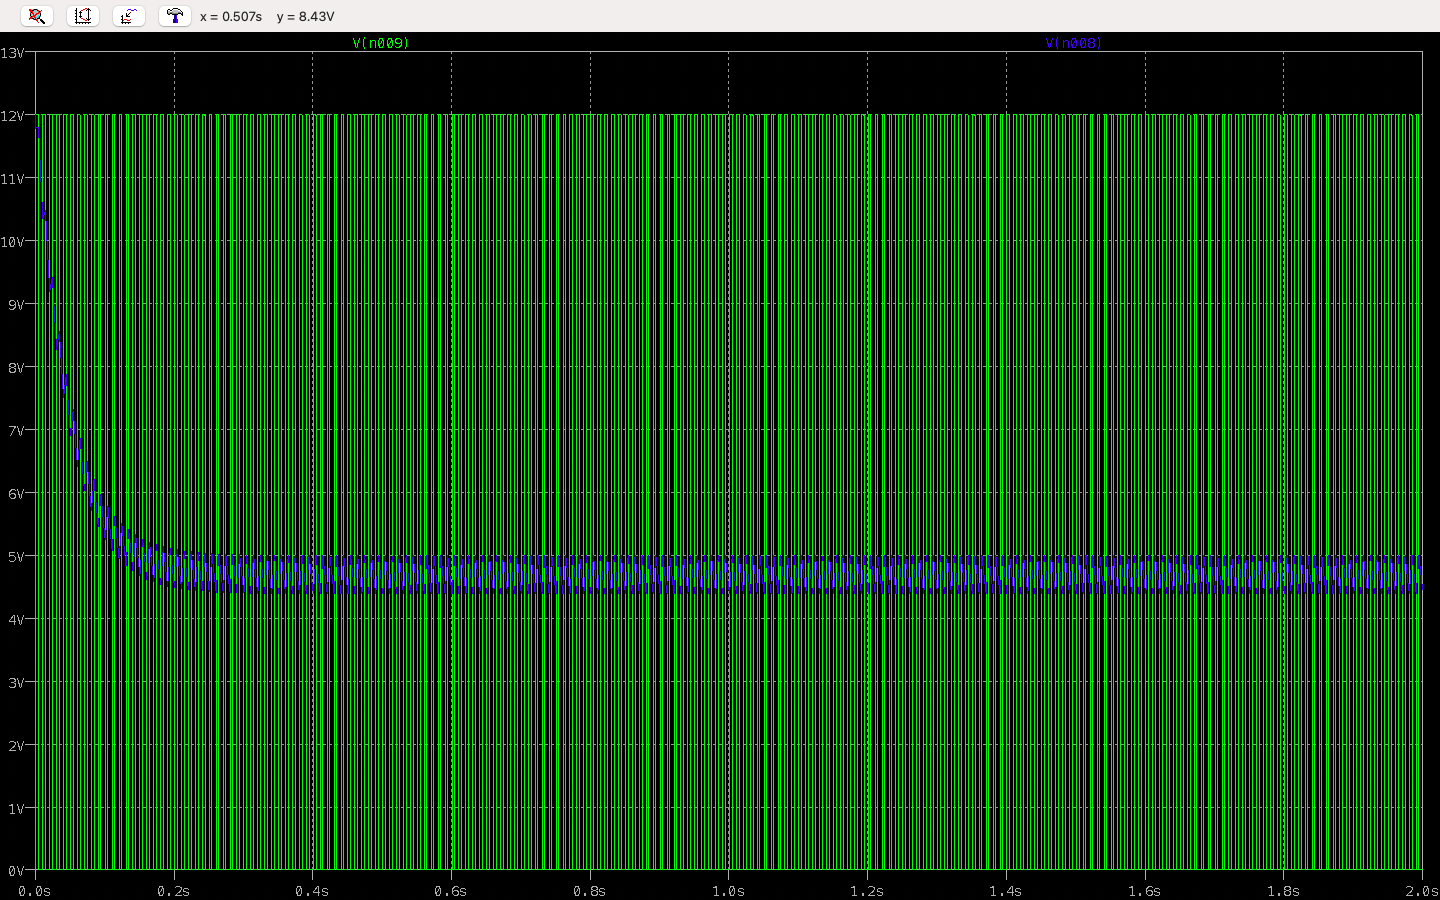 x = 0.507s y = 8.43V
V(n009) V(n008)
13V
12V
11V
10V
9V
8V
7V
6V
5V
4V
3V
2V
1V
0V
0.0s 0.2s 0.4s 0.6s 0.8s 1.0s 1.2s 1.4s 1.6s 1.8s 2.0s